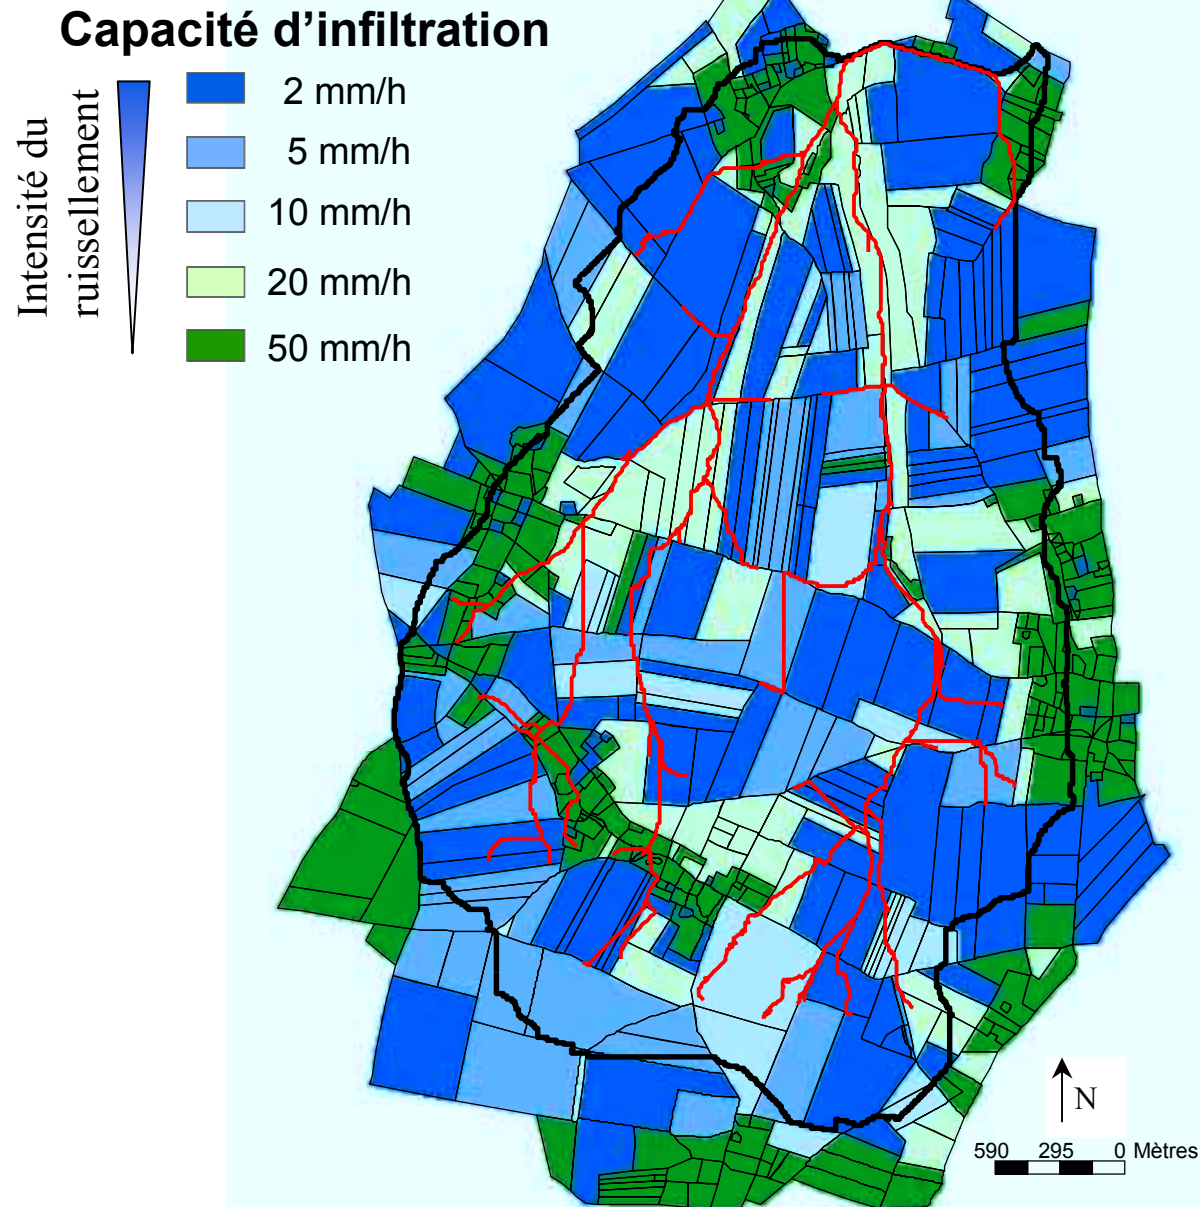 Capacité d’infiltration
Intensité du
ruissellement
2 mm/h
5 mm/h
10 mm/h
20 mm/h
50 mm/h
N
590 295 0 Mètres